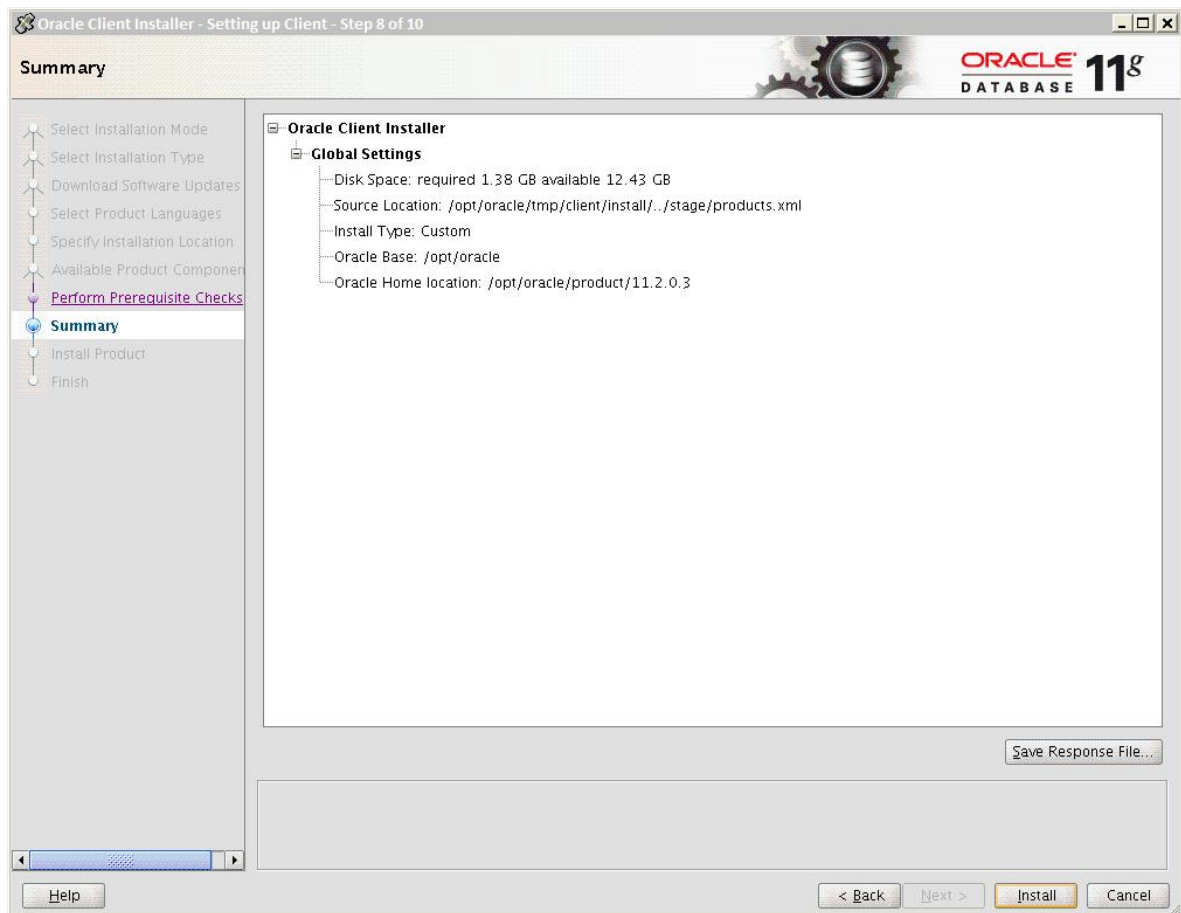 Oracle Client Installer - Setting up Client - Step 8 of 10
Summary
ORACLE
DATABASE
11g
Select Installation Mode
Select Installation Type
Download Software Updates
Select Product Languages
Specify Installation Location
Available Product Componen
Perform Prerequisite Checks
Summary
Install Product
Finish
Oracle Client Installer
Global Settings
Disk Space: required 1.38 GB available 12.43 GB
Source Location: /opt/oracle/tmp/client/install/../stage/products.xml
Install Type: Custom
Oracle Base: /opt/oracle
Oracle Home location: /opt/oracle/product/11.2.0.3
Save Response File...
Help
< Back
Next >
Install
Cancel